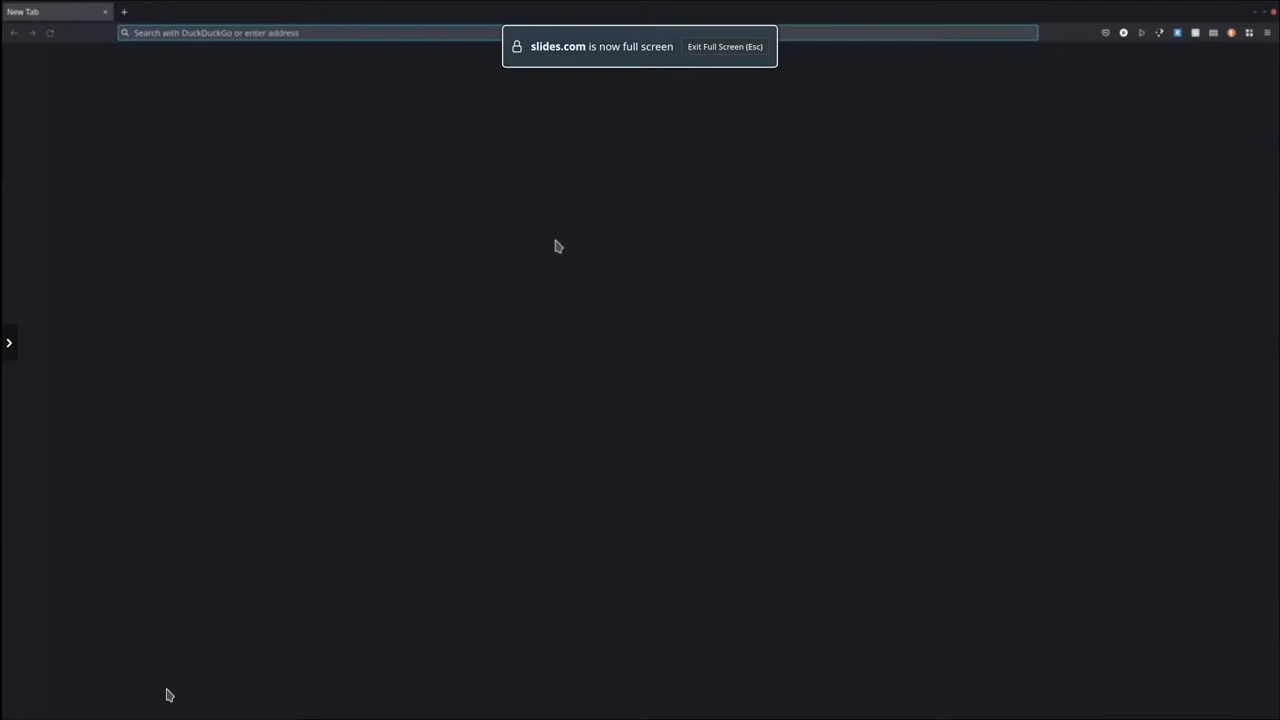 New Tab
Search with DuckDuckGo or enter address
slides.com is now full screen
Exit Full Screen (Esc)